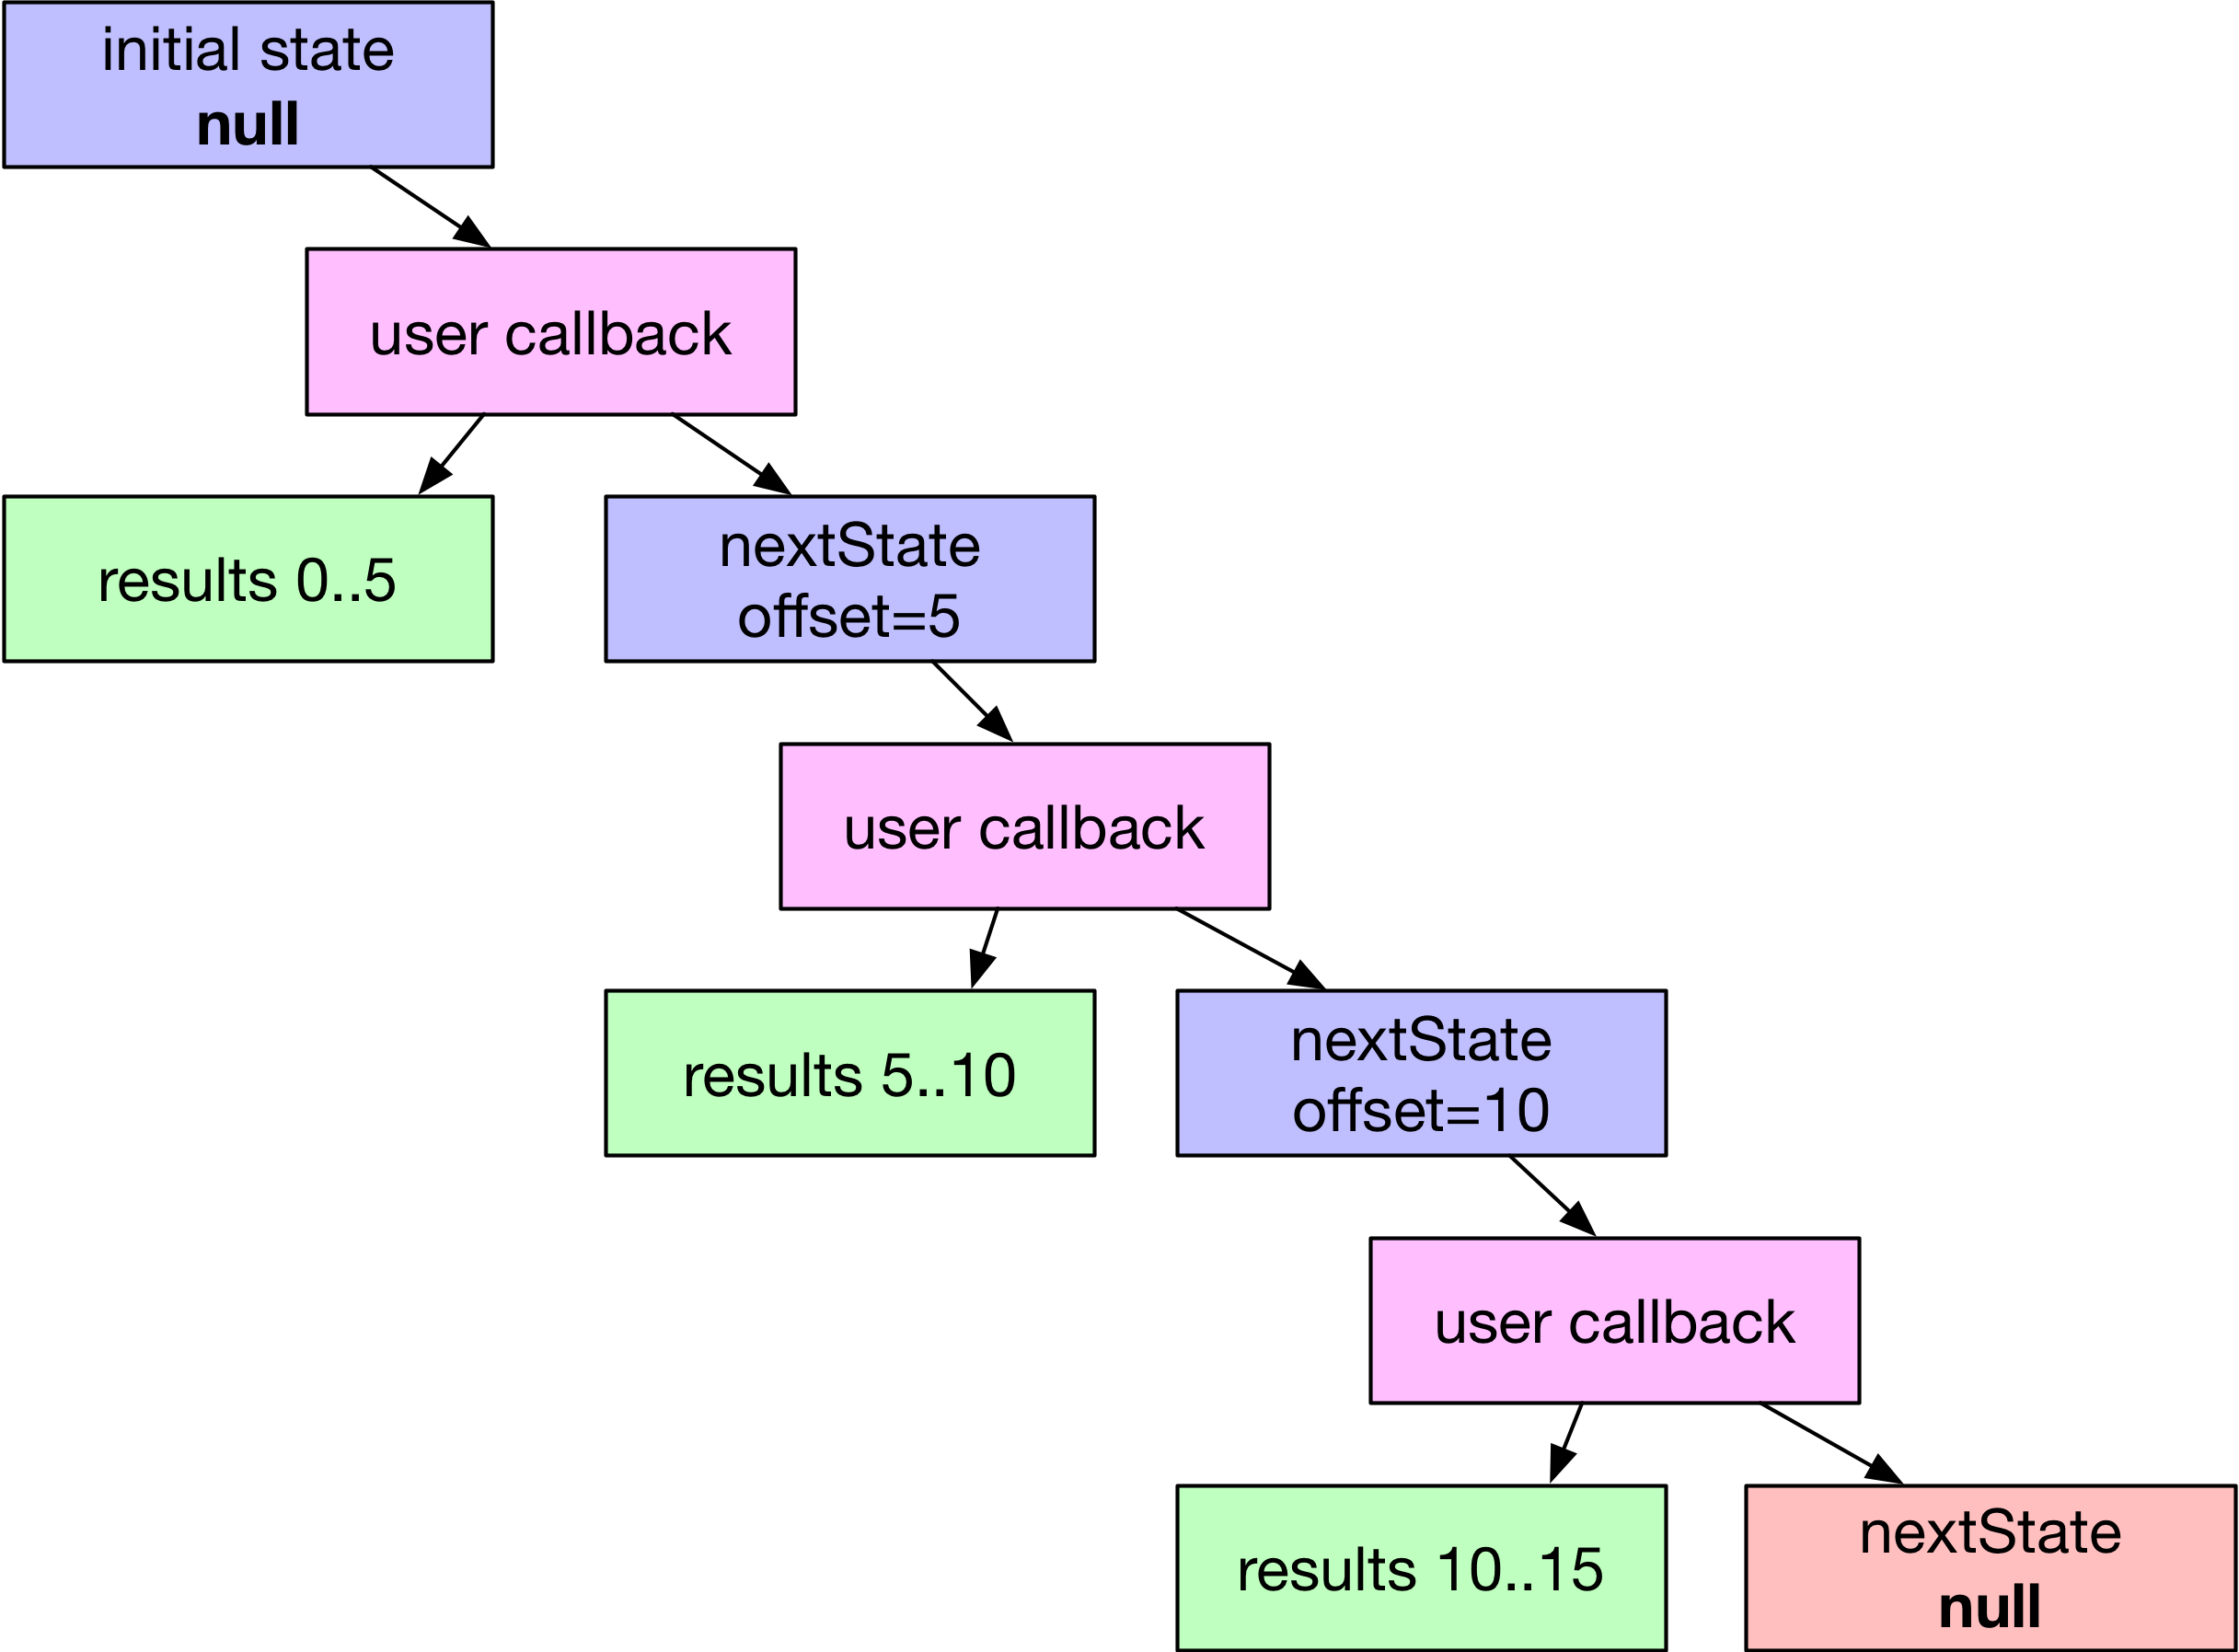 initial state
null
user callback
results 0..5
nextState
offset=5
user callback
results 5..10
nextState
offset=10
user callback
results 10..15
nextState
null